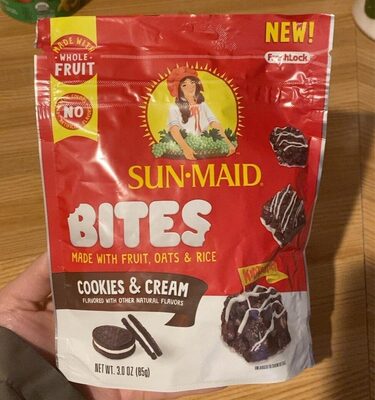 NEW!
MADE WITH
WHOLE
FRUIT
FreshLock
NO
SUN•MAID®
BITES
MADE WITH FRUIT, OATS & RICE
COOKIES & CREAM
FLAVORED WITH OTHER NATURAL FLAVORS
NET WT. 3.0 OZ (85g)